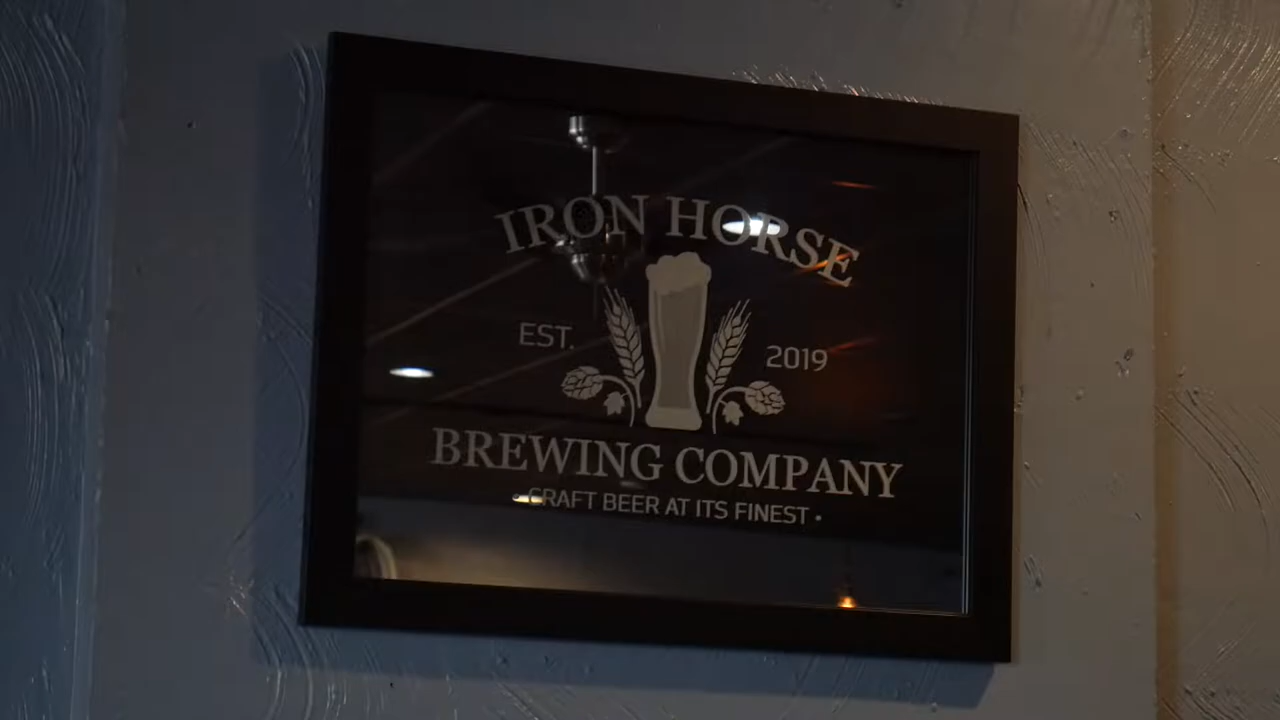 IRON HORSE
EST. 2019
BREWING COMPANY
• CRAFT BEER AT ITS FINEST •